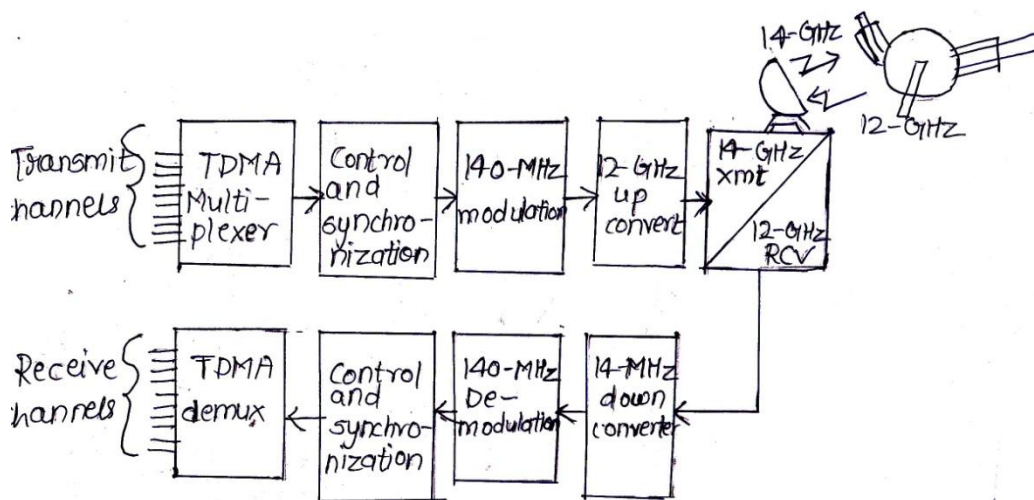 14-GHz
12-GHz
Transmit
channels
TDMA
Multi-
plexer
Control
and
synchro-
nization
140-MHz
modulation
12-GHz
up
convert
14-GHz
xmt
12-GHz
RCV
Receive
channels
TDMA
demux
Control
and
synchro-
nization
140-MHz
De-
modulation
14-MHz
down
converter